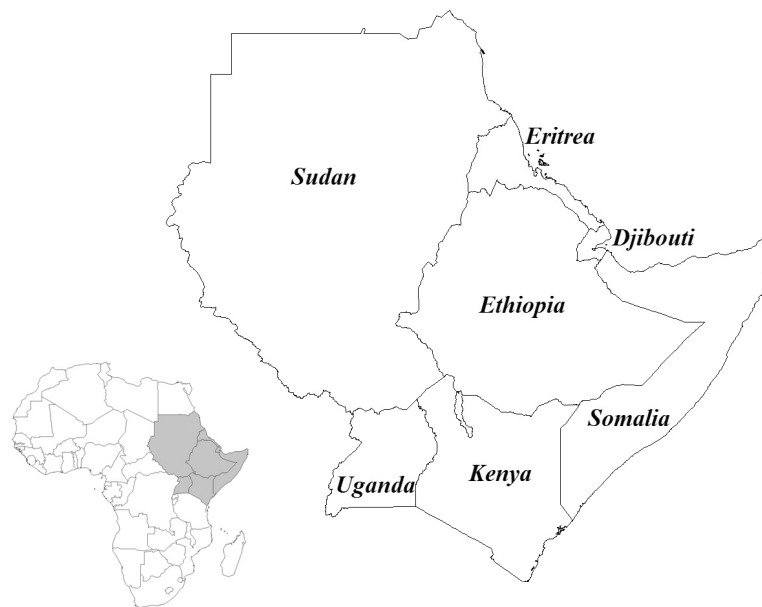 Eritrea
Sudan
Djibouti
Ethiopia
Somalia
Uganda
Kenya